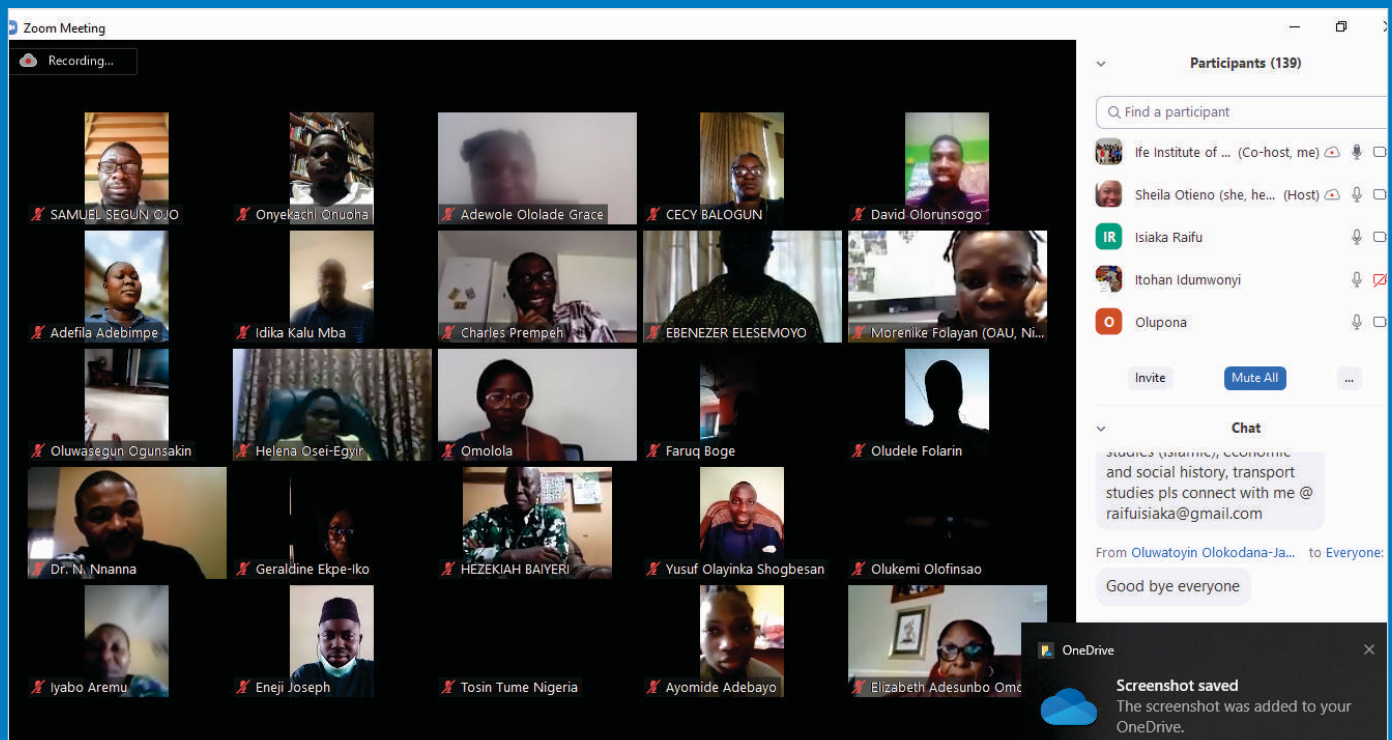 Zoom Meeting
Recording...
SAMUEL SEGUN OJO
Onyekachi Onuoha
Adewole Ololade Grace
CECY BALOGUN
David Olorunsogo
Adefila Adebimpe
Idika Kalu Mba
Charles Prempeh
EBENEZER ELESEMOYO
Morenike Folayan (OAU, Ni...
Oluwasegun Ogunsakin
Helena Osei-Egyir
Omolola
Faruq Boge
Oludele Folarin
Dr. N. Nnanna
Geraldine Ekpe-Iko
HEZEKIAH BAIYERI
Yusuf Olayinka Shogbesan
Olukemi Olofinsao
Iyabo Aremu
Eneji Joseph
Tosin Tume Nigeria
Ayomide Adebayo
Elizabeth Adesunbo Omo
Participants (139)
Find a participant
Ife Institute of ... (Co-host, me)
Sheila Otieno (she, he... (Host)
IR Isiaka Raifu
Itohan Idumwonyi
O Olupona
Invite Mute All ...
Chat
studies (Islamic), economic
and social history, transport
studies pls connect with me @
raifuisiaka@gmail.com
From Oluwatoyin Olokodana-Ja... to Everyone:
Good bye everyone
OneDrive
Screenshot saved
The screenshot was added to your
OneDrive.